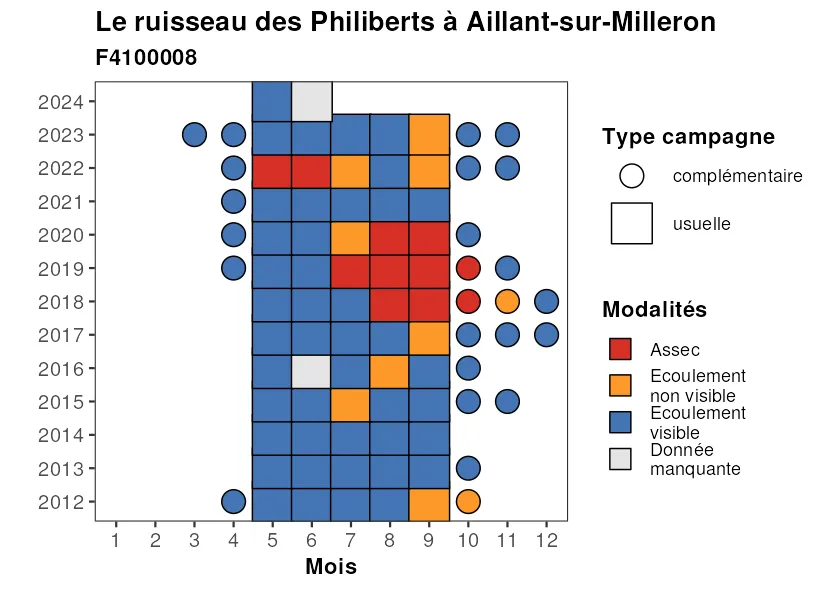 Le ruisseau des Philiberts à Aillant-sur-Milleron
F4100008
2024
2023
2022
2021
2020
2019
2018
2017
2016
2015
2014
2013
2012
1 2 3 4 5 6 7 8 9 10 11 12
Mois
Type campagne
complémentaire
usuelle
Modalités
Assec
Ecoulement
non visible
Ecoulement
visible
Donnée
manquante